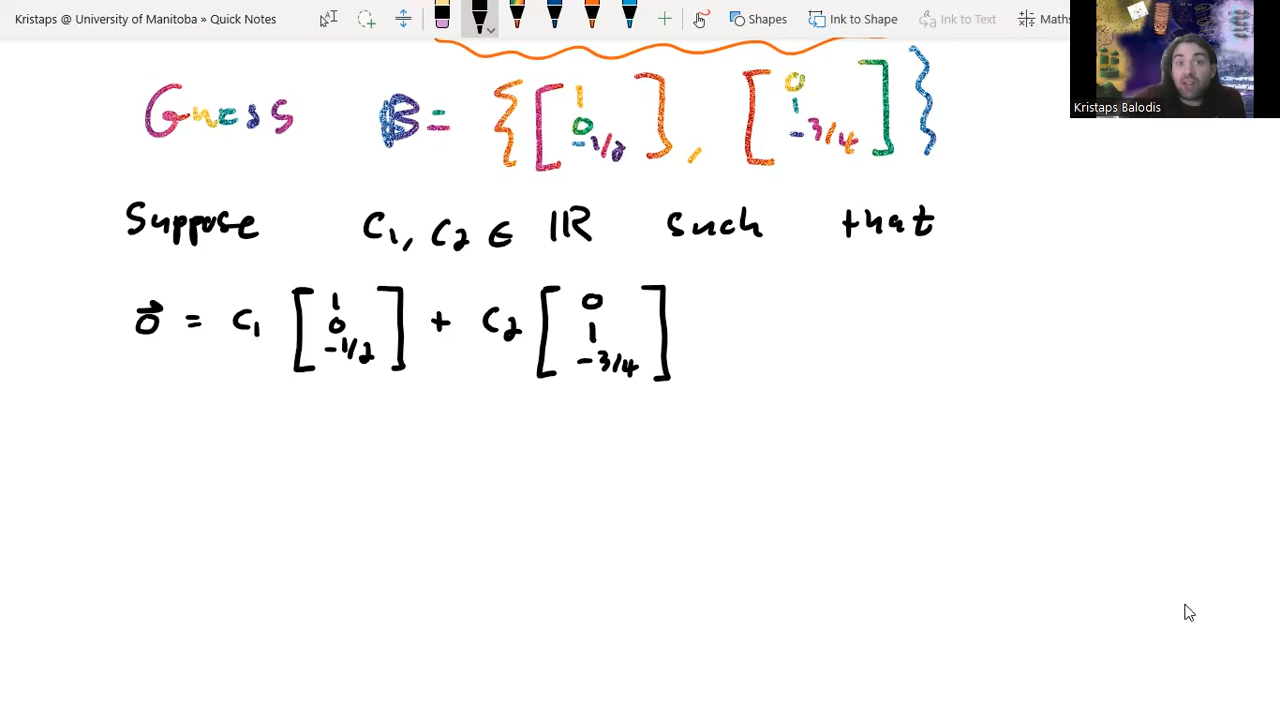 Kristaps @ University of Manitoba » Quick Notes
Shapes
Ink to Shape
Ink to Text
Maths
Kristaps Balodis
Guess B = { [ 1 0 -1/2 ] , [ 0 1 -3/4 ] }
Suppose C1, C2 ∈ ℝ such that
0⃗ = C1 [ 1 0 -1/2 ] + C2 [ 0 1 -3/4 ]